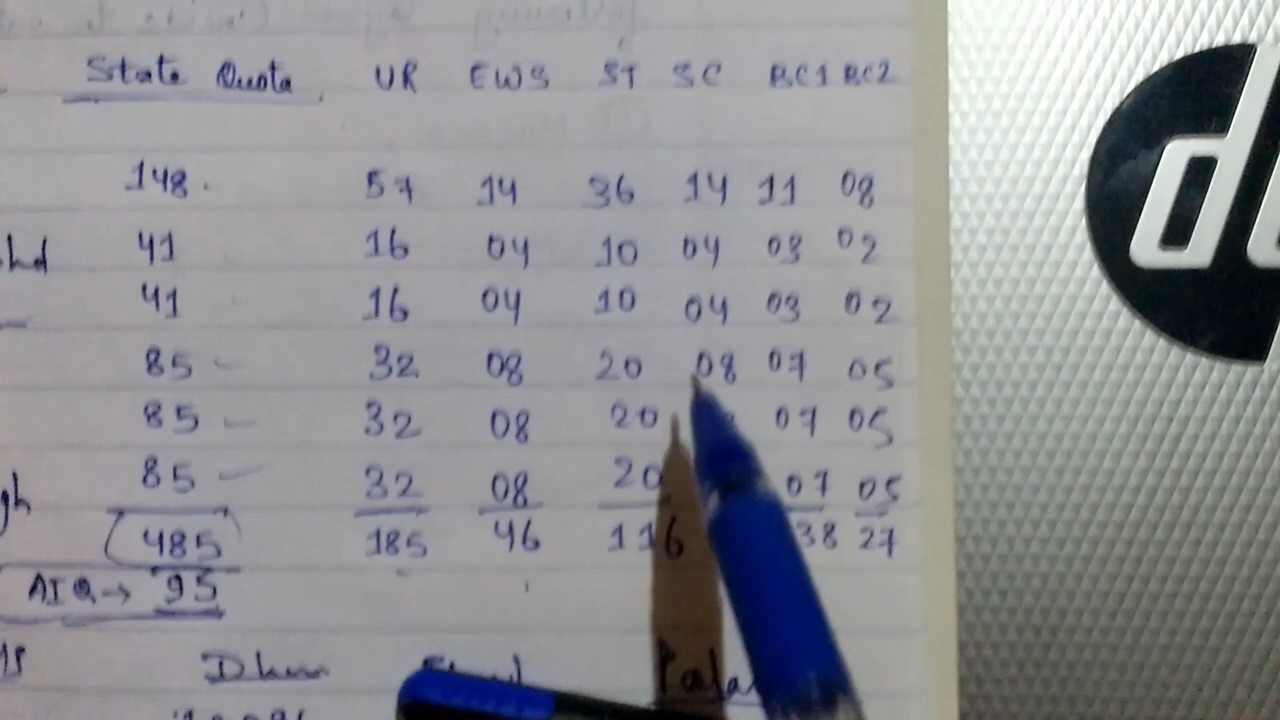 State Quota UR EWS ST SC BC1 BC2
148 57 14 36 14 11 08
41 16 04 10 04 03 02
41 16 04 10 04 03 02
85 32 08 20 08 07 05
85 32 08 20 07 05
85 32 08 20 07 05
485 185 46 116 38 27
AIQ → 95